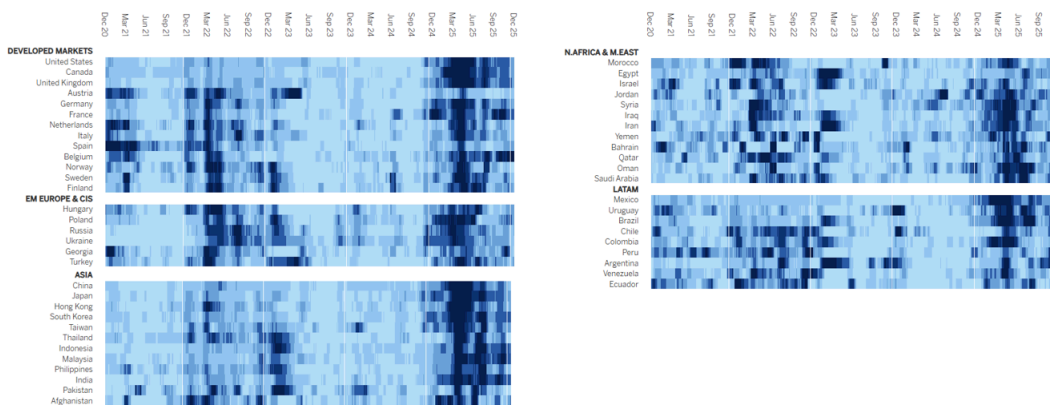 Dec 20 Mar 21 Jun 21 Sep 21 Dec 21 Mar 22 Jun 22 Sep 22 Dec 22 Mar 23 Jun 23 Sep 23 Dec 23 Mar 24 Jun 24 Sep 24 Dec 24 Mar 25 Jun 25 Sep 25 Dec 25
DEVELOPED MARKETS
United States
Canada
United Kingdom
Austria
Germany
France
Netherlands
Italy
Spain
Belgium
Norway
Sweden
Finland
EM EUROPE & CIS
Hungary
Poland
Russia
Ukraine
Georgia
Turkey
ASIA
China
Japan
Hong Kong
South Korea
Taiwan
Thailand
Indonesia
Malaysia
Philippines
India
Pakistan
Afghanistan
Dec 20 Mar 21 Jun 21 Sep 21 Dec 21 Mar 22 Jun 22 Sep 22 Dec 22 Mar 23 Jun 23 Sep 23 Dec 23 Mar 24 Jun 24 Sep 24 Dec 24 Mar 25 Jun 25 Sep 25
N.AFRICA & M.EAST
Morocco
Egypt
Israel
Jordan
Syria
Iraq
Iran
Yemen
Bahrain
Qatar
Oman
Saudi Arabia
LATAM
Mexico
Uruguay
Brazil
Chile
Colombia
Peru
Argentina
Venezuela
Ecuador